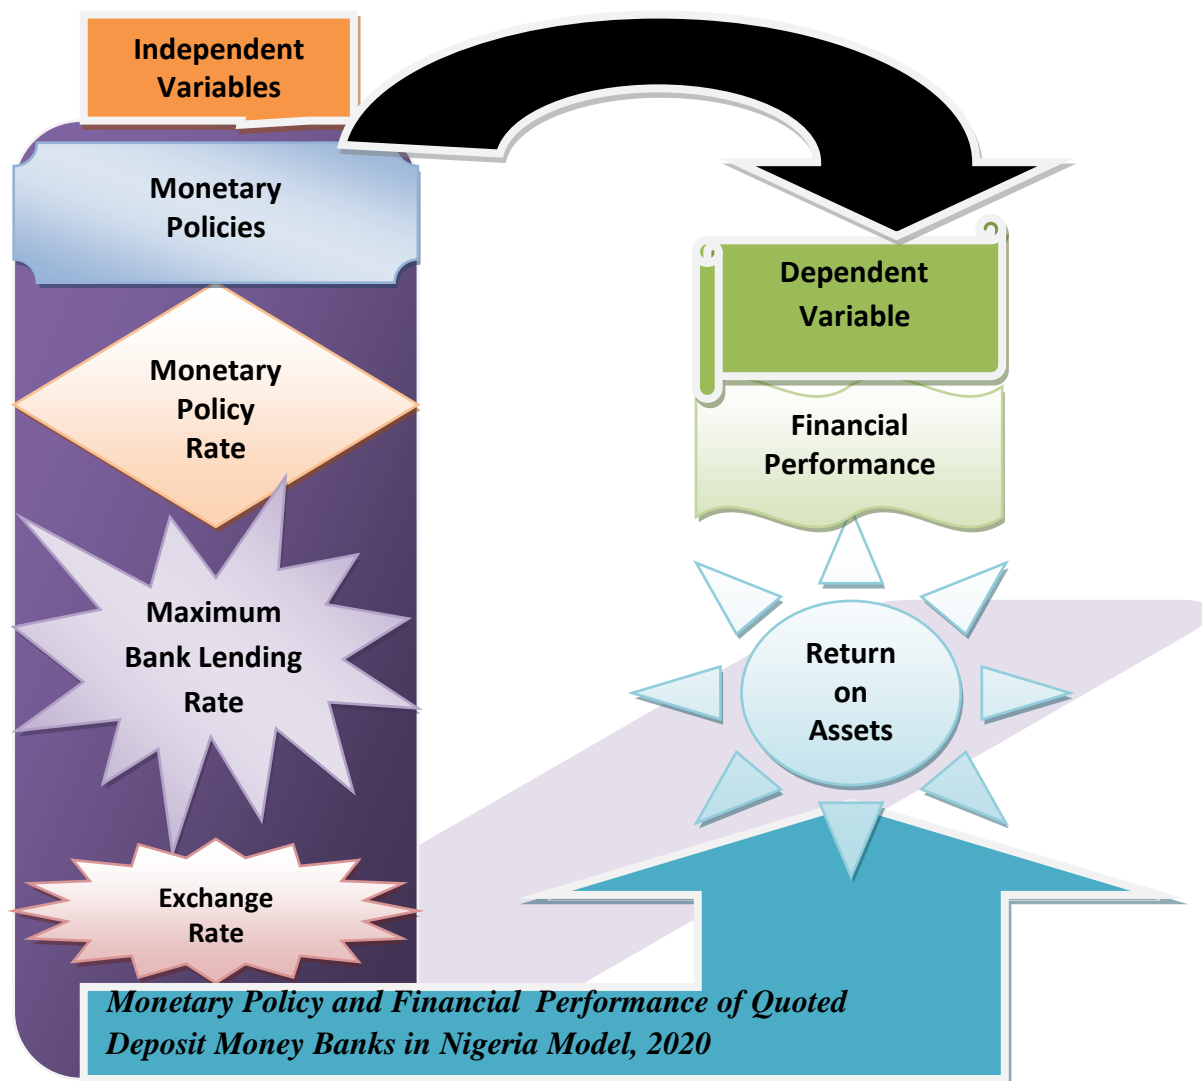 Independent
Variables
Monetary
Policies
Monetary
Policy
Rate
Maximum
Bank Lending
Rate
Exchange
Rate
Dependent
Variable
Financial
Performance
Return
on
Assets
Monetary Policy and Financial Performance of Quoted
Deposit Money Banks in Nigeria Model, 2020